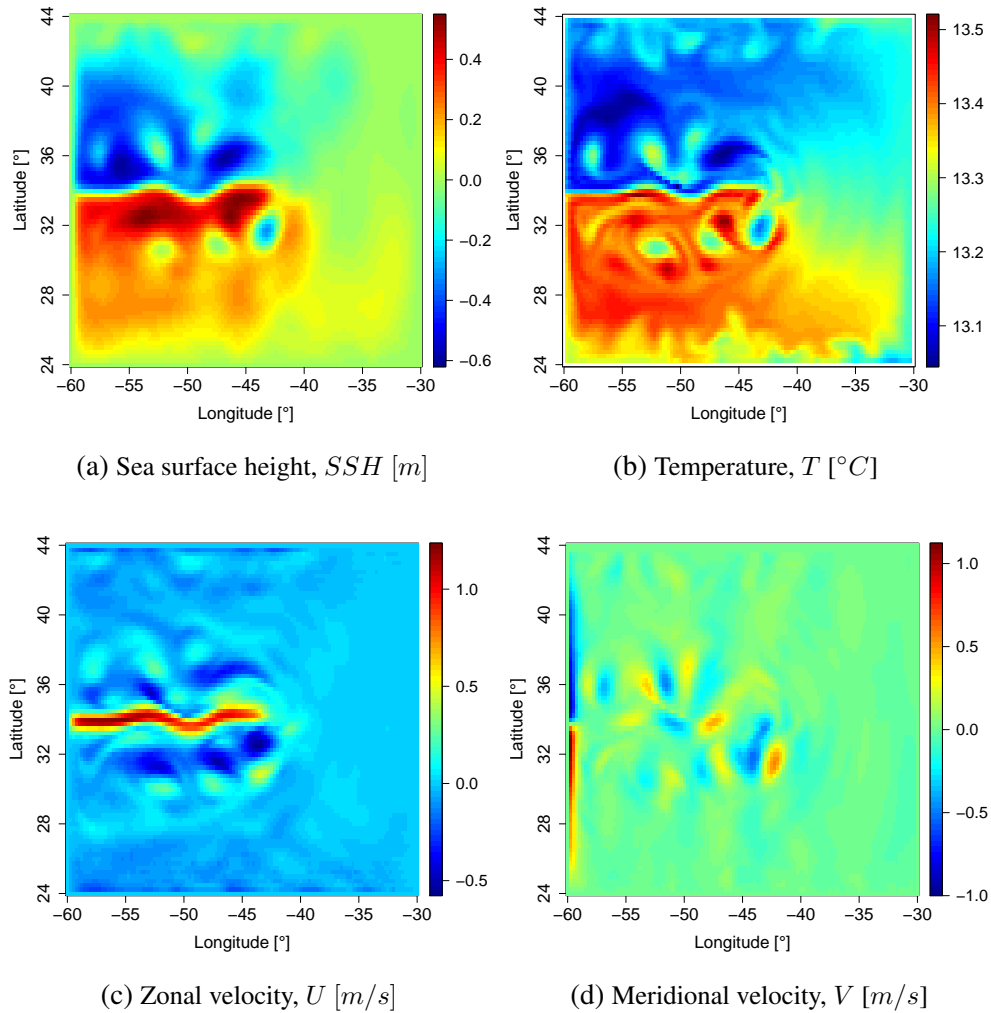 44
40
36
32
28
24
Latitude [°]
−60 −55 −50 −45 −40 −35 −30
Longitude [°]
0.4
0.2
0.0
−0.2
−0.4
−0.6
(a) Sea surface height, SSH [m]
44
40
36
32
28
24
Latitude [°]
−60 −55 −50 −45 −40 −35 −30
Longitude [°]
13.5
13.4
13.3
13.2
13.1
(b) Temperature, T [°C]
44
40
36
32
28
24
Latitude [°]
−60 −55 −50 −45 −40 −35 −30
Longitude [°]
1.0
0.5
0.0
−0.5
(c) Zonal velocity, U [m/s]
44
40
36
32
28
24
Latitude [°]
−60 −55 −50 −45 −40 −35 −30
Longitude [°]
1.0
0.5
0.0
−0.5
−1.0
(d) Meridional velocity, V [m/s]